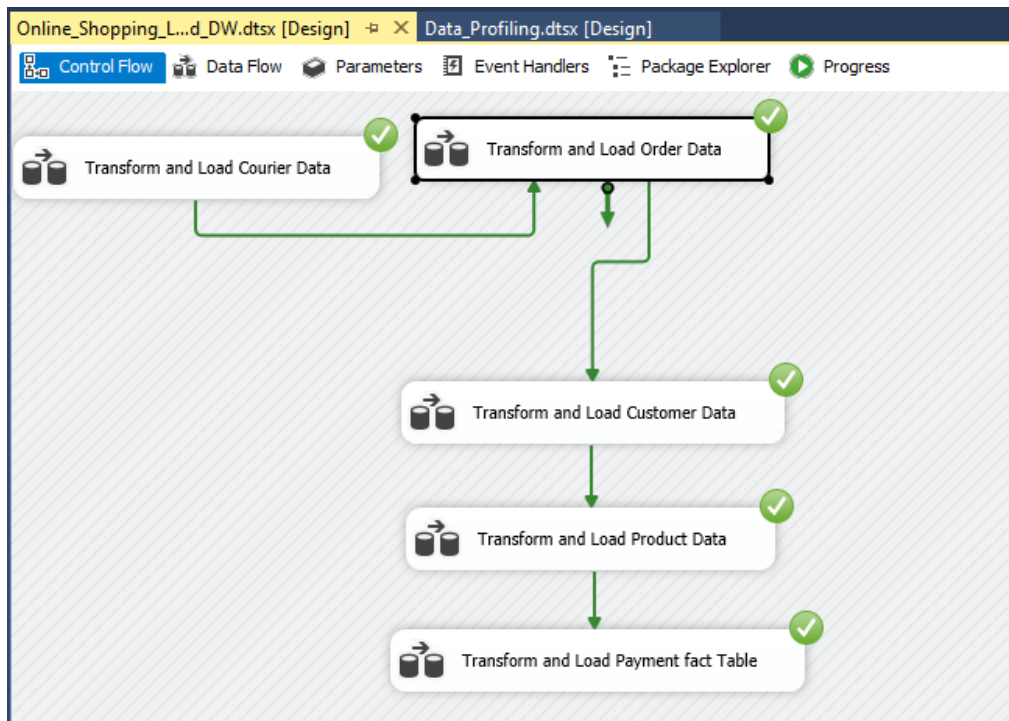 Online_Shopping_L...d_DW.dtsx [Design] Data_Profiling.dtsx [Design]
Control Flow Data Flow Parameters Event Handlers Package Explorer Progress
Transform and Load Order Data
Transform and Load Courier Data
Transform and Load Customer Data
Transform and Load Product Data
Transform and Load Payment fact Table